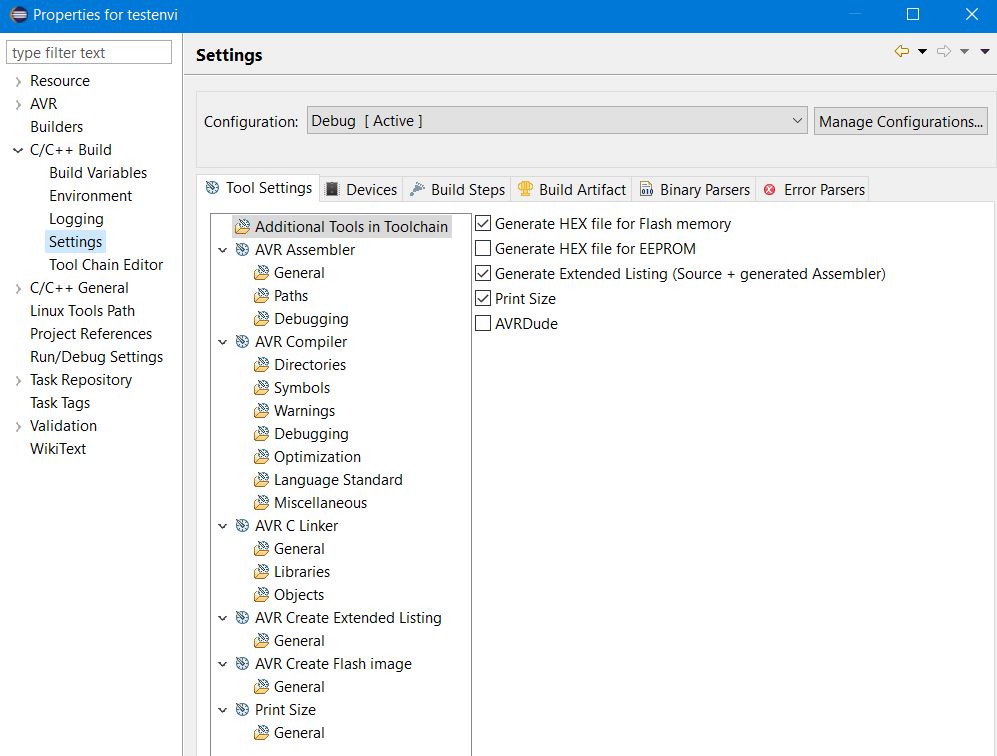 Properties for testenvi
type filter text
Resource
AVR
Builders
C/C++ Build
Build Variables
Environment
Logging
Settings
Tool Chain Editor
C/C++ General
Linux Tools Path
Project References
Run/Debug Settings
Task Repository
Task Tags
Validation
WikiText
Settings
Configuration: Debug [ Active ] Manage Configurations...
Tool Settings Devices Build Steps Build Artifact Binary Parsers Error Parsers
Additional Tools in Toolchain
AVR Assembler
General
Paths
Debugging
AVR Compiler
Directories
Symbols
Warnings
Debugging
Optimization
Language Standard
Miscellaneous
AVR C Linker
General
Libraries
Objects
AVR Create Extended Listing
General
AVR Create Flash image
General
Print Size
General
Generate HEX file for Flash memory
Generate HEX file for EEPROM
Generate Extended Listing (Source + generated Assembler)
Print Size
AVRDude